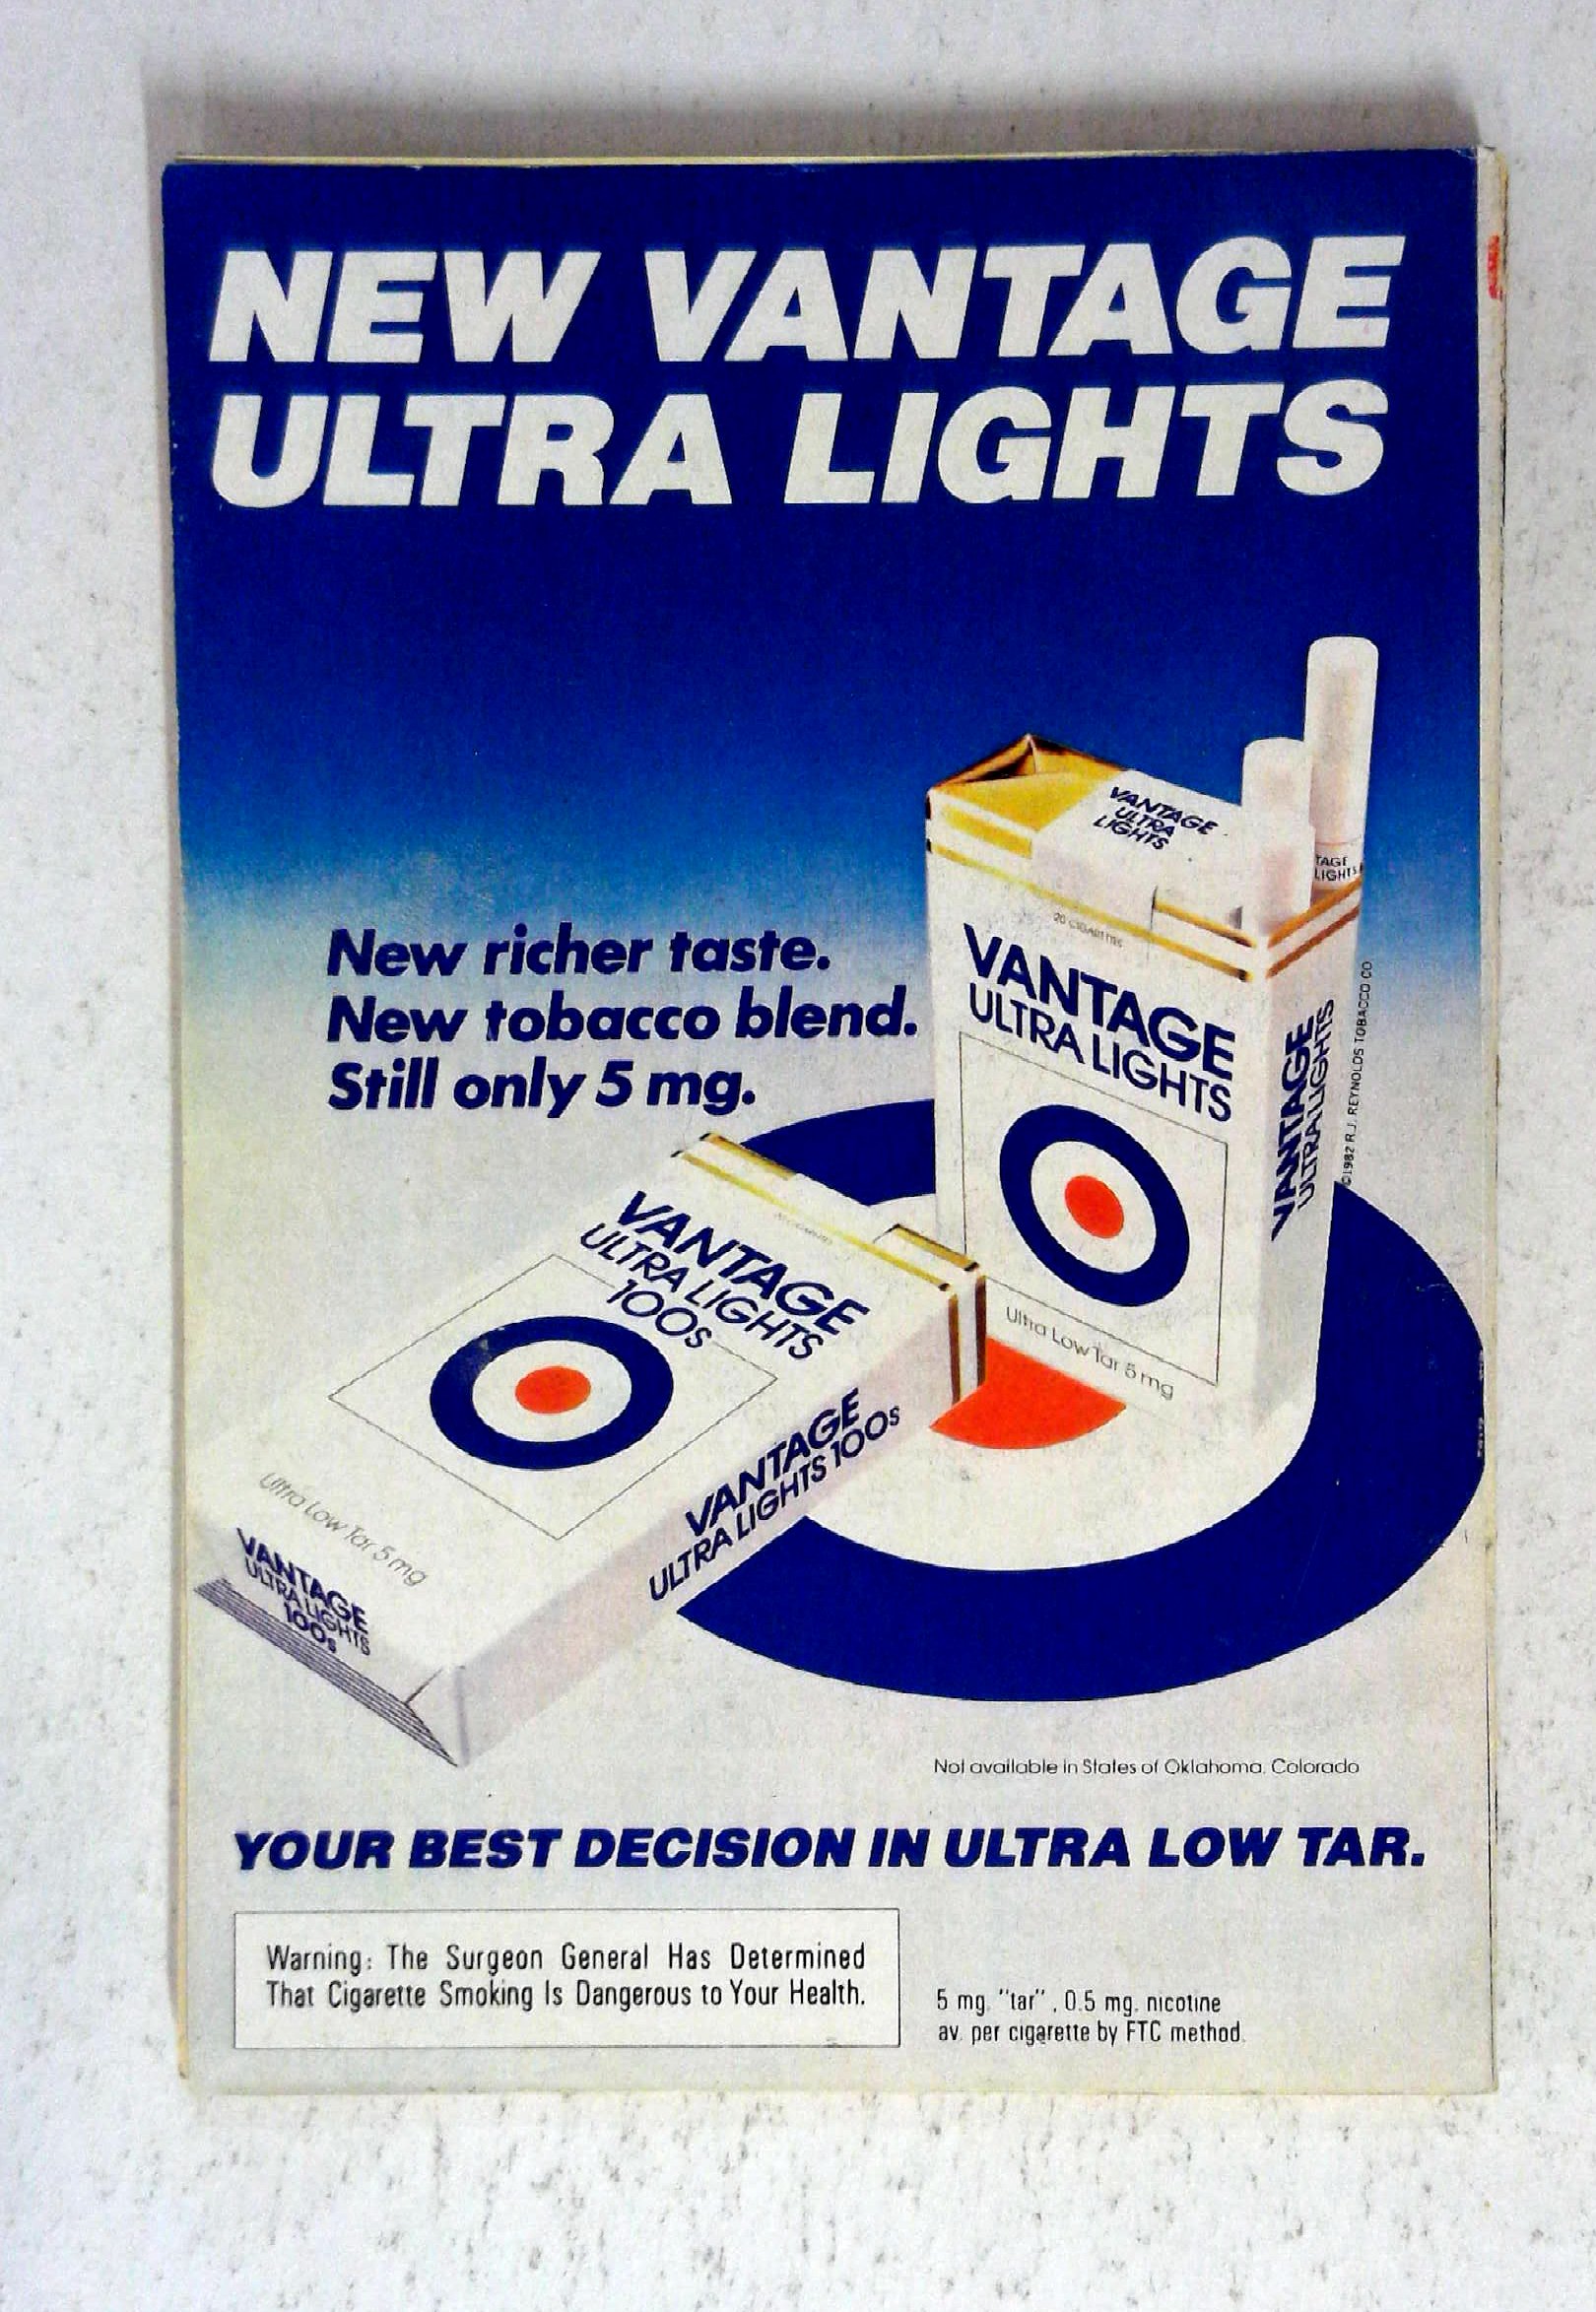 NEW VANTAGE
ULTRA LIGHTS
New richer taste.
New tobacco blend.
Still only 5 mg.
VANTAGE
ULTRA
LIGHTS
TAGE
LIGHTS
20 CIGARETTES
VANTAGE
ULTRA LIGHTS
Ultra Low Tar 5 mg
VANTAGE
ULTRA LIGHTS
©1982 R.J. REYNOLDS TOBACCO CO
VANTAGE
ULTRA LIGHTS
100s
Ultra Low Tar 5 mg
VANTAGE
ULTRA LIGHTS 100s
VANTAGE
ULTRA LIGHTS
100s
Not available in States of Oklahoma, Colorado
YOUR BEST DECISION IN ULTRA LOW TAR.
Warning: The Surgeon General Has Determined
That Cigarette Smoking Is Dangerous to Your Health.
5 mg. "tar", 0.5 mg. nicotine
av. per cigarette by FTC method.